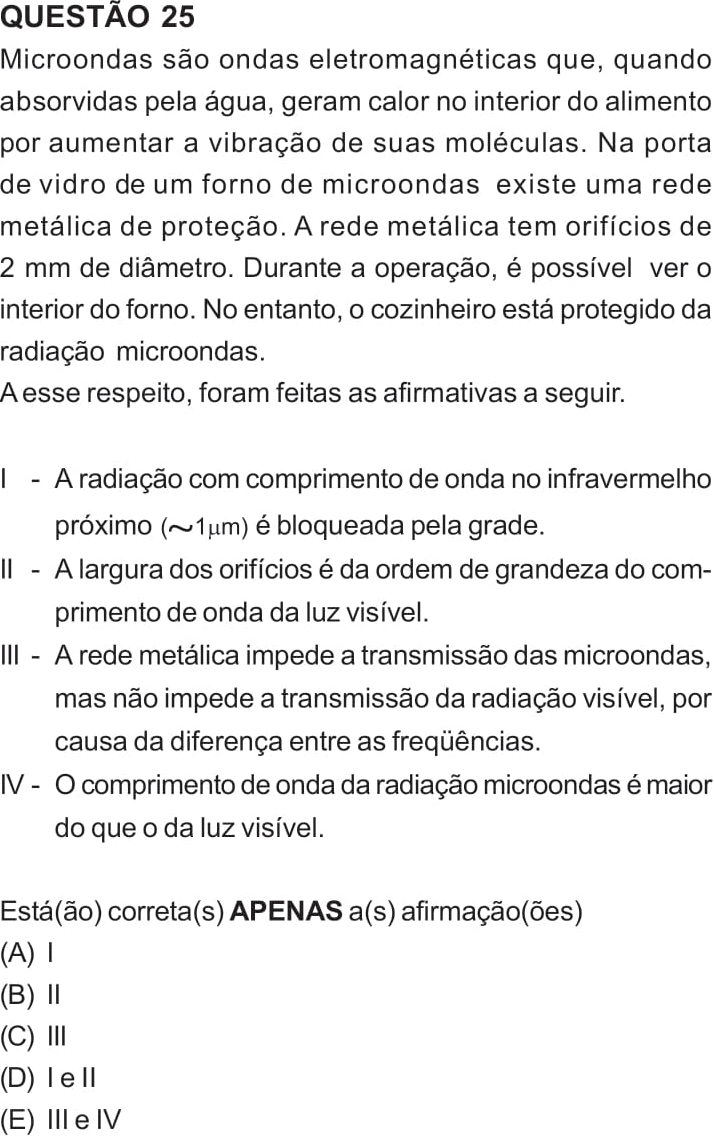 QUESTÃO 25
Microondas são ondas eletromagnéticas que, quando
absorvidas pela água, geram calor no interior do alimento
por aumentar a vibração de suas moléculas. Na porta
de vidro de um forno de microondas existe uma rede
metálica de proteção. A rede metálica tem orifícios de
2 mm de diâmetro. Durante a operação, é possível ver o
interior do forno. No entanto, o cozinheiro está protegido da
radiação microondas.
A esse respeito, foram feitas as afirmativas a seguir.
I - A radiação com comprimento de onda no infravermelho
próximo (~1μm) é bloqueada pela grade.
II - A largura dos orifícios é da ordem de grandeza do com-
primento de onda da luz visível.
III - A rede metálica impede a transmissão das microondas,
mas não impede a transmissão da radiação visível, por
causa da diferença entre as freqüências.
IV - O comprimento de onda da radiação microondas é maior
do que o da luz visível.
Está(ão) correta(s) APENAS a(s) afirmação(ões)
(A) I
(B) II
(C) III
(D) I e II
(E) III e IV